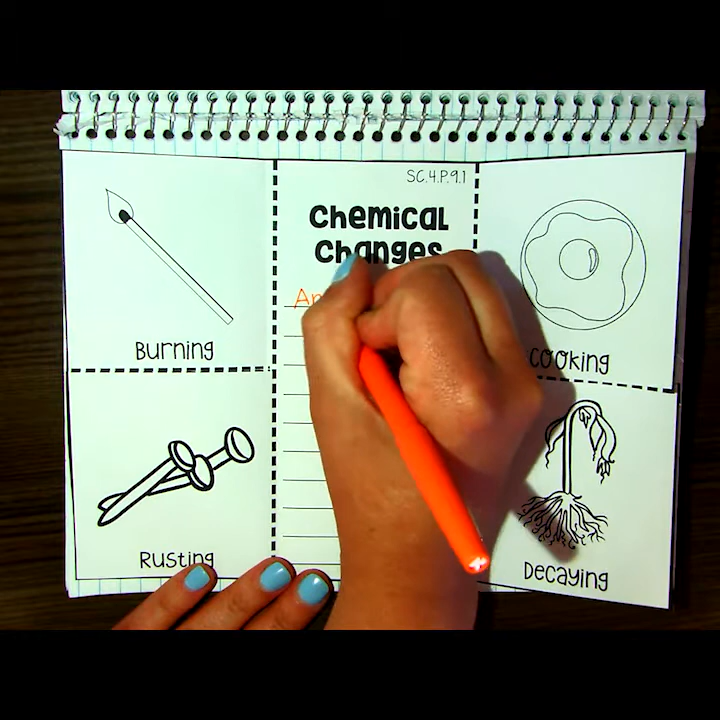 SC.4.P.9.1
Chemical
Changes
Burning
Cooking
Rusting
Decaying